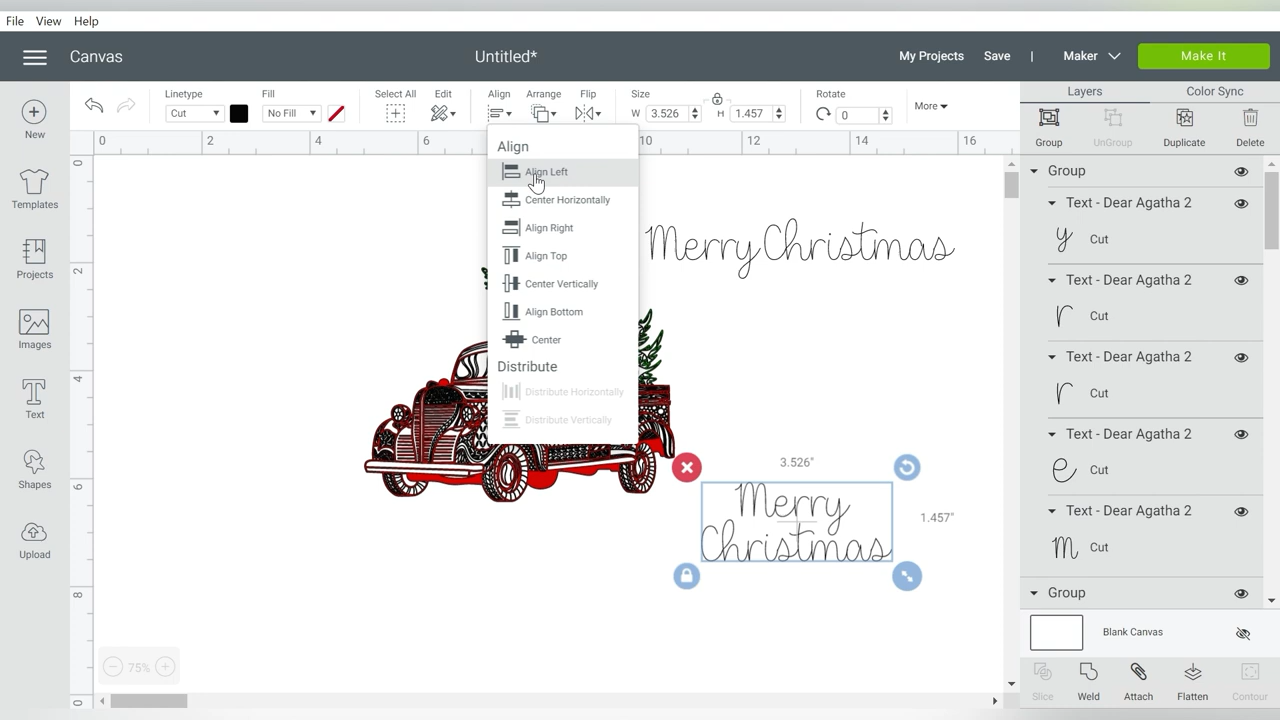 File View Help
Canvas Untitled* My Projects Save | Maker Make It
Linetype Fill Select All Edit Align Arrange Flip Size Rotate
Cut No Fill W 3.526 H 1.457 0 More
New
Templates
Projects
Images
Text
Shapes
Upload
0 2 4 6 10 12 14 16
0
2
4
6
8
0
Align
Align Left
Center Horizontally
Align Right
Align Top
Center Vertically
Align Bottom
Center
Distribute
Distribute Horizontally
Distribute Vertically
Merry Christmas
3.526"
Merry
Christmas
1.457"
75%
Layers Color Sync
Group UnGroup Duplicate Delete
Group
Text - Dear Agatha 2
y Cut
Text - Dear Agatha 2
r Cut
Text - Dear Agatha 2
r Cut
Text - Dear Agatha 2
e Cut
Text - Dear Agatha 2
m Cut
Group
Blank Canvas
Slice Weld Attach Flatten Contour